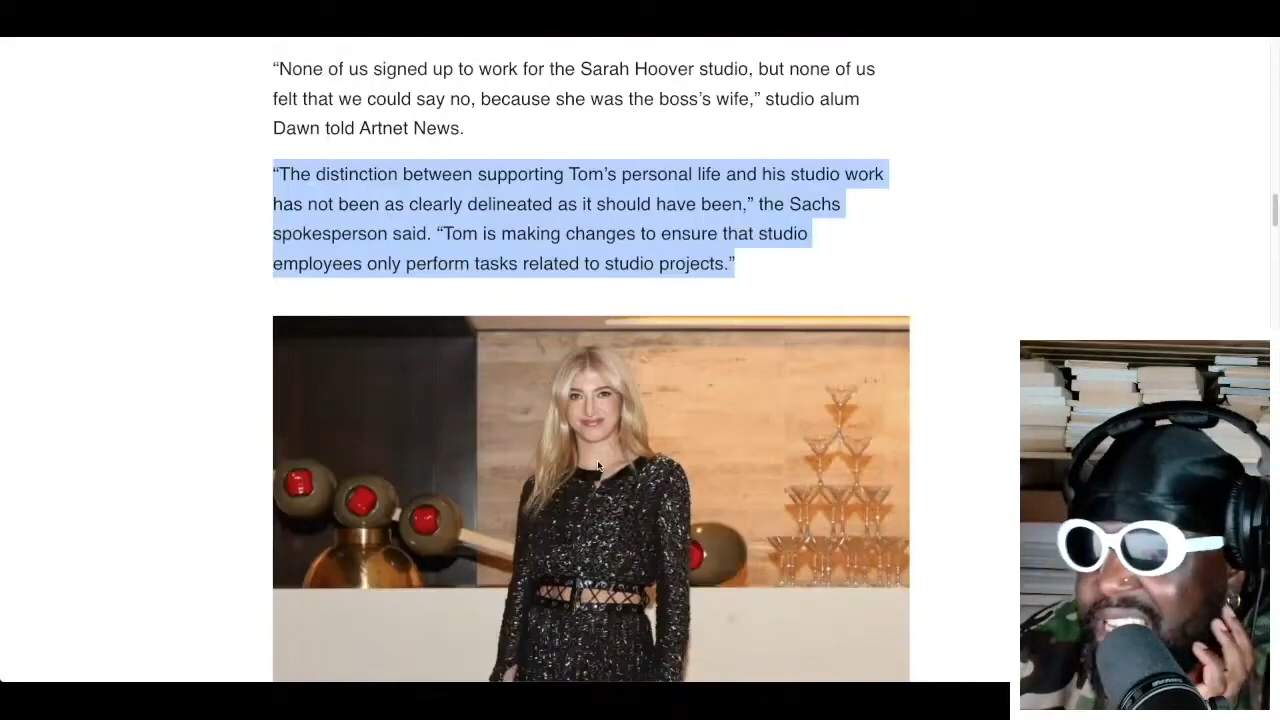 “None of us signed up to work for the Sarah Hoover studio, but none of us
felt that we could say no, because she was the boss’s wife,” studio alum
Dawn told Artnet News.
“The distinction between supporting Tom’s personal life and his studio work
has not been as clearly delineated as it should have been,” the Sachs
spokesperson said. “Tom is making changes to ensure that studio
employees only perform tasks related to studio projects.”